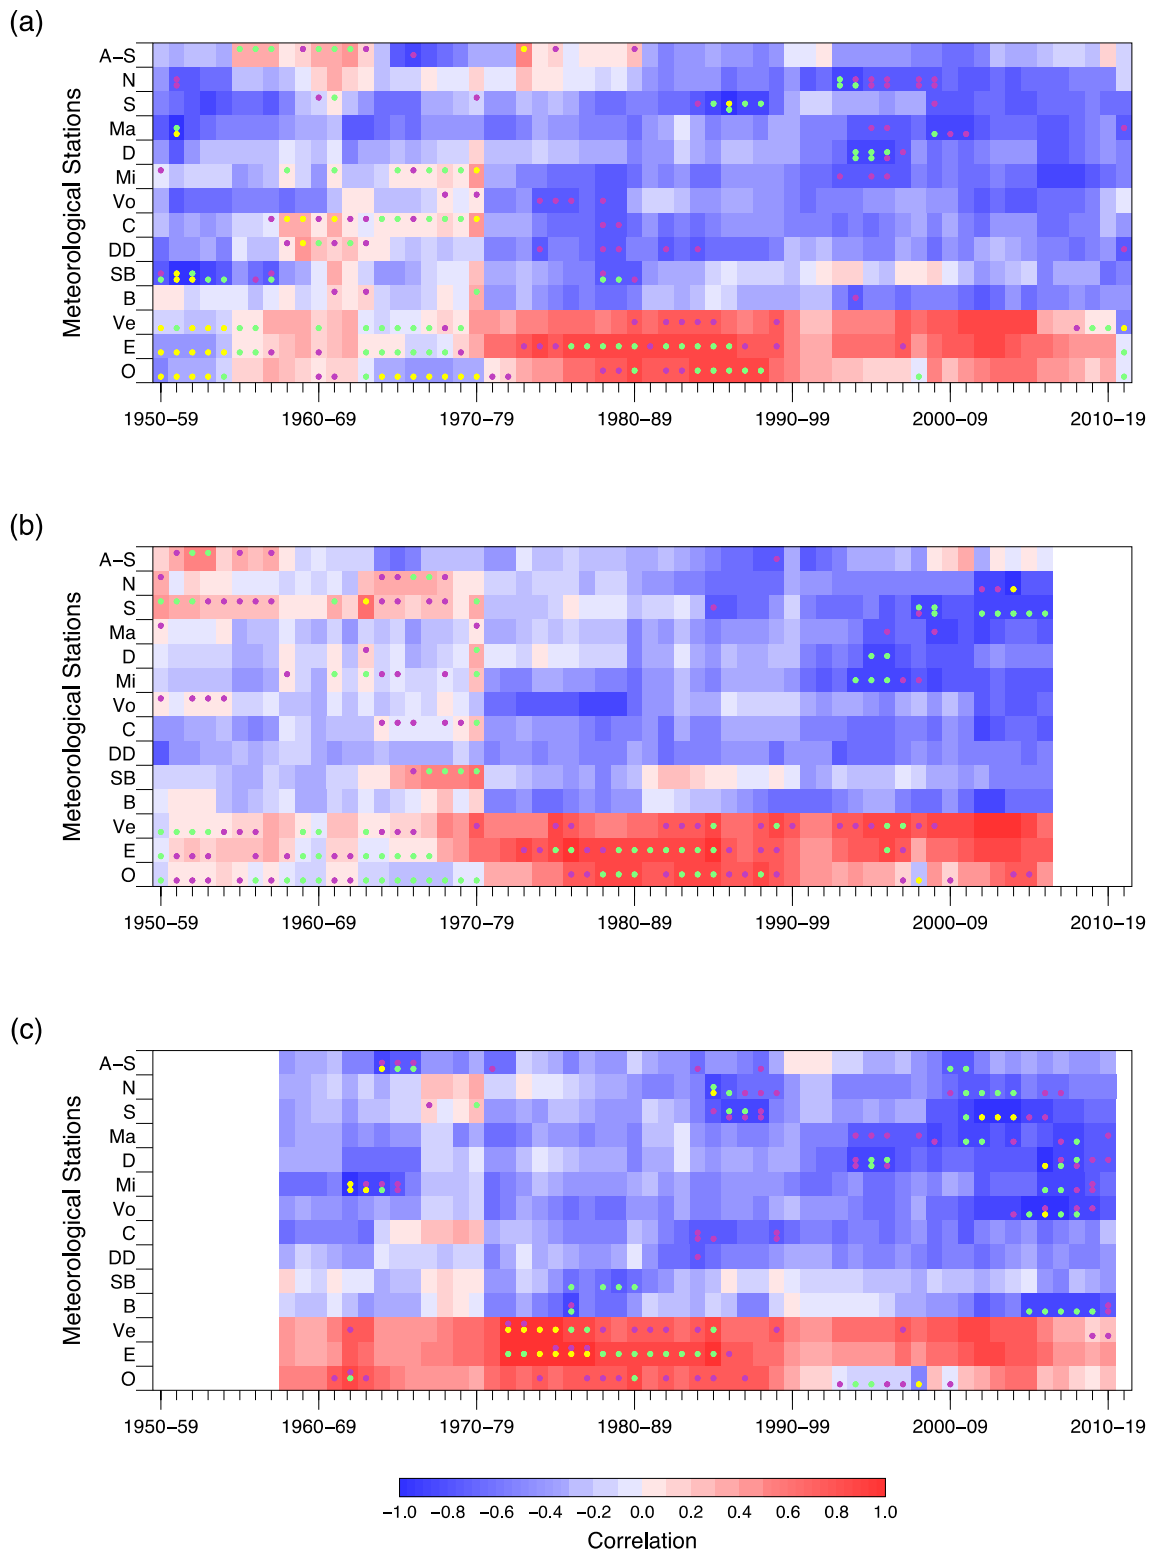 (a)
Meteorological Stations
A−S
N
S
Ma
D
Mi
Vo
C
DD
SB
B
Ve
E
O
1950−59 1960−69 1970−79 1980−89 1990−99 2000−09 2010−19
(b)
Meteorological Stations
A−S
N
S
Ma
D
Mi
Vo
C
DD
SB
B
Ve
E
O
1950−59 1960−69 1970−79 1980−89 1990−99 2000−09 2010−19
(c)
Meteorological Stations
A−S
N
S
Ma
D
Mi
Vo
C
DD
SB
B
Ve
E
O
1950−59 1960−69 1970−79 1980−89 1990−99 2000−09 2010−19
−1.0 −0.8 −0.6 −0.4 −0.2 0.0 0.2 0.4 0.6 0.8 1.0
Correlation